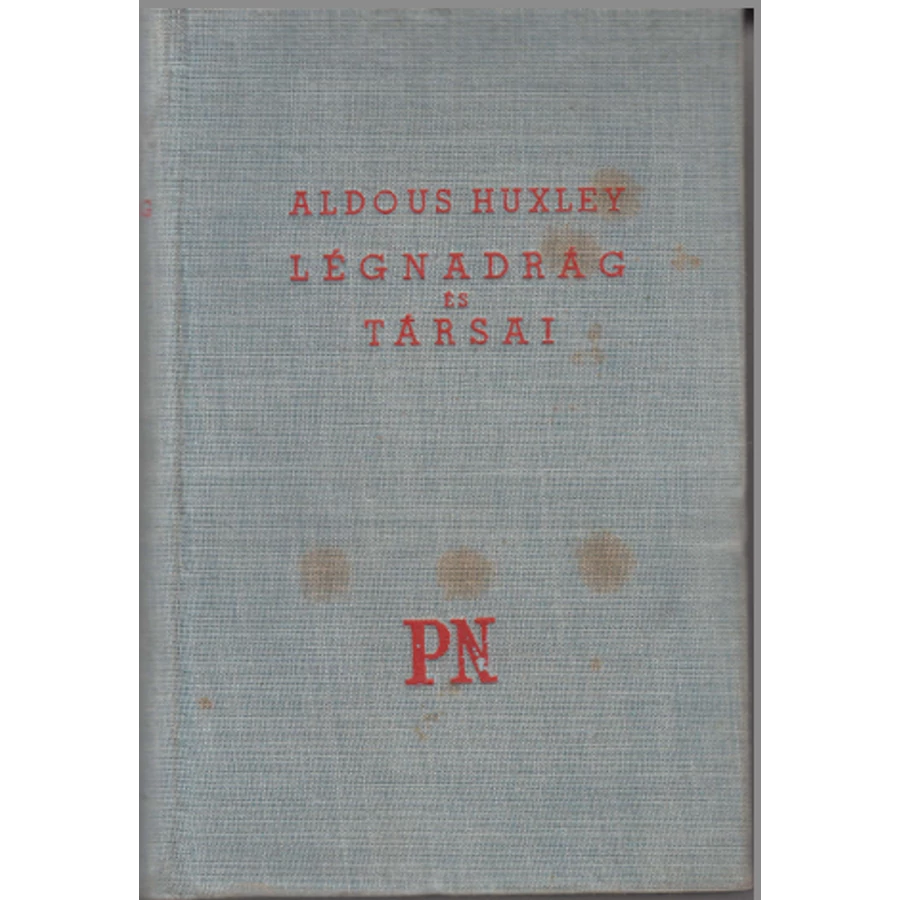 ALDOUS HUXLEY
LÉGNADRÁG
ÉS
TÁRSAI
PN